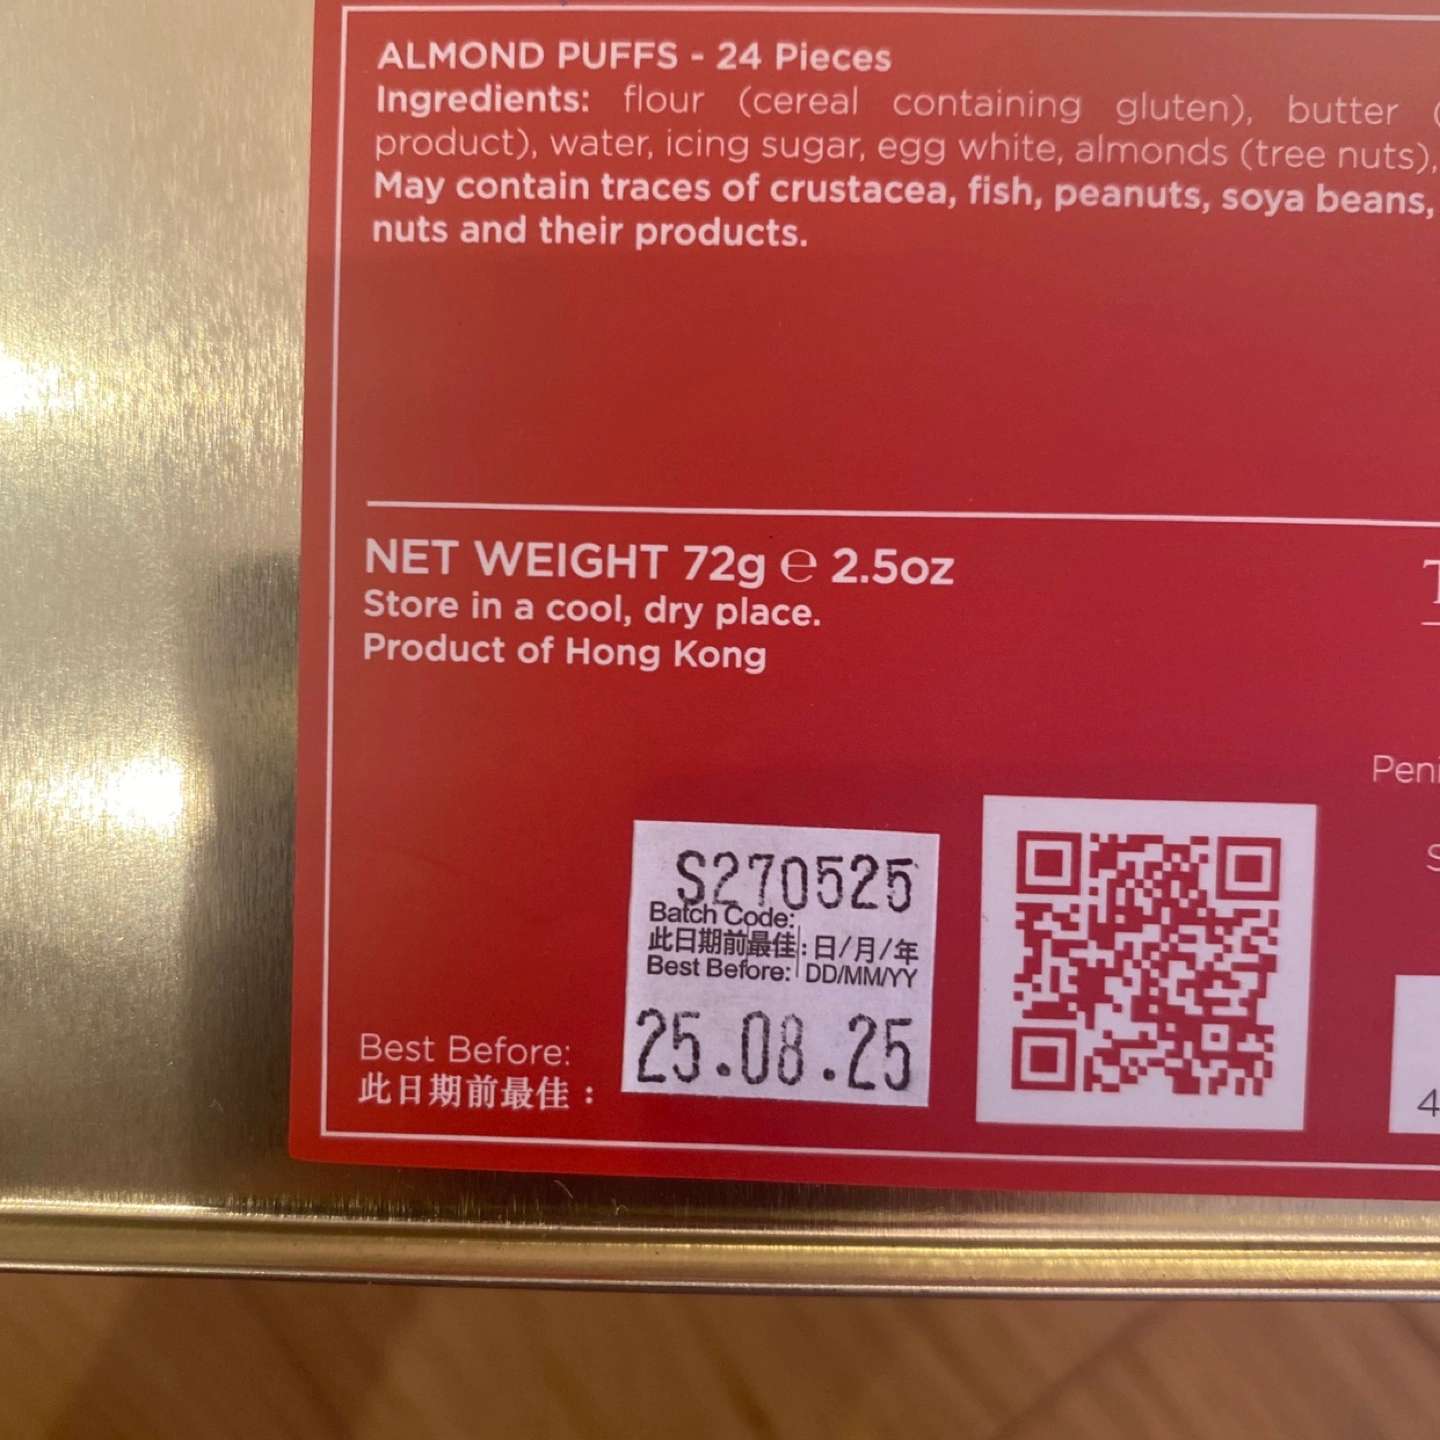 ALMOND PUFFS - 24 Pieces
Ingredients: flour (cereal containing gluten), butter (
product), water, icing sugar, egg white, almonds (tree nuts),
May contain traces of crustacea, fish, peanuts, soya beans,
nuts and their products.
NET WEIGHT 72g ℮ 2.5oz
Store in a cool, dry place.
Product of Hong Kong
S270525
Batch Code:
此日期前最佳: 日/月/年
Best Before: DD/MM/YY
25.08.25
Best Before:
此日期前最佳：